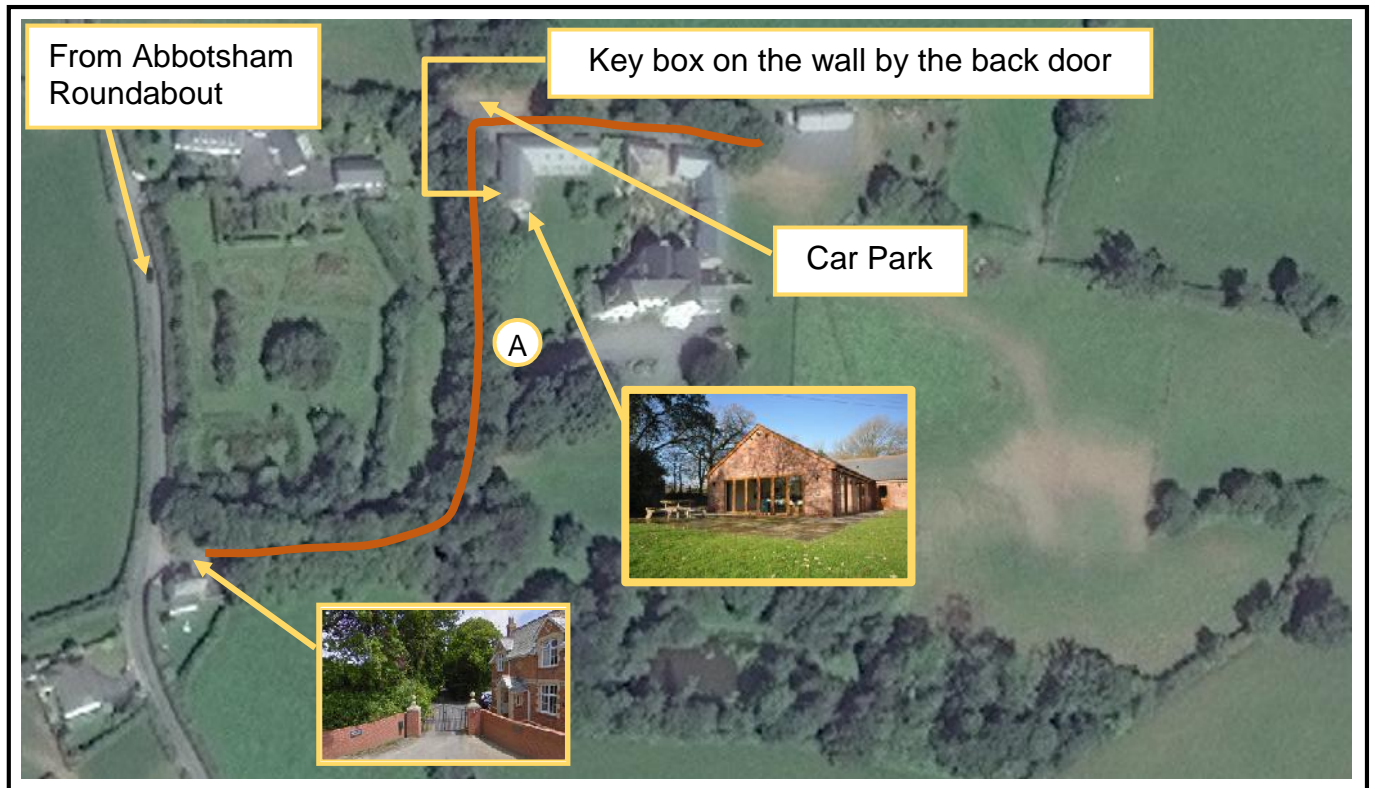 From Abbotsham
Roundabout
Key box on the wall by the back door
Car Park
A